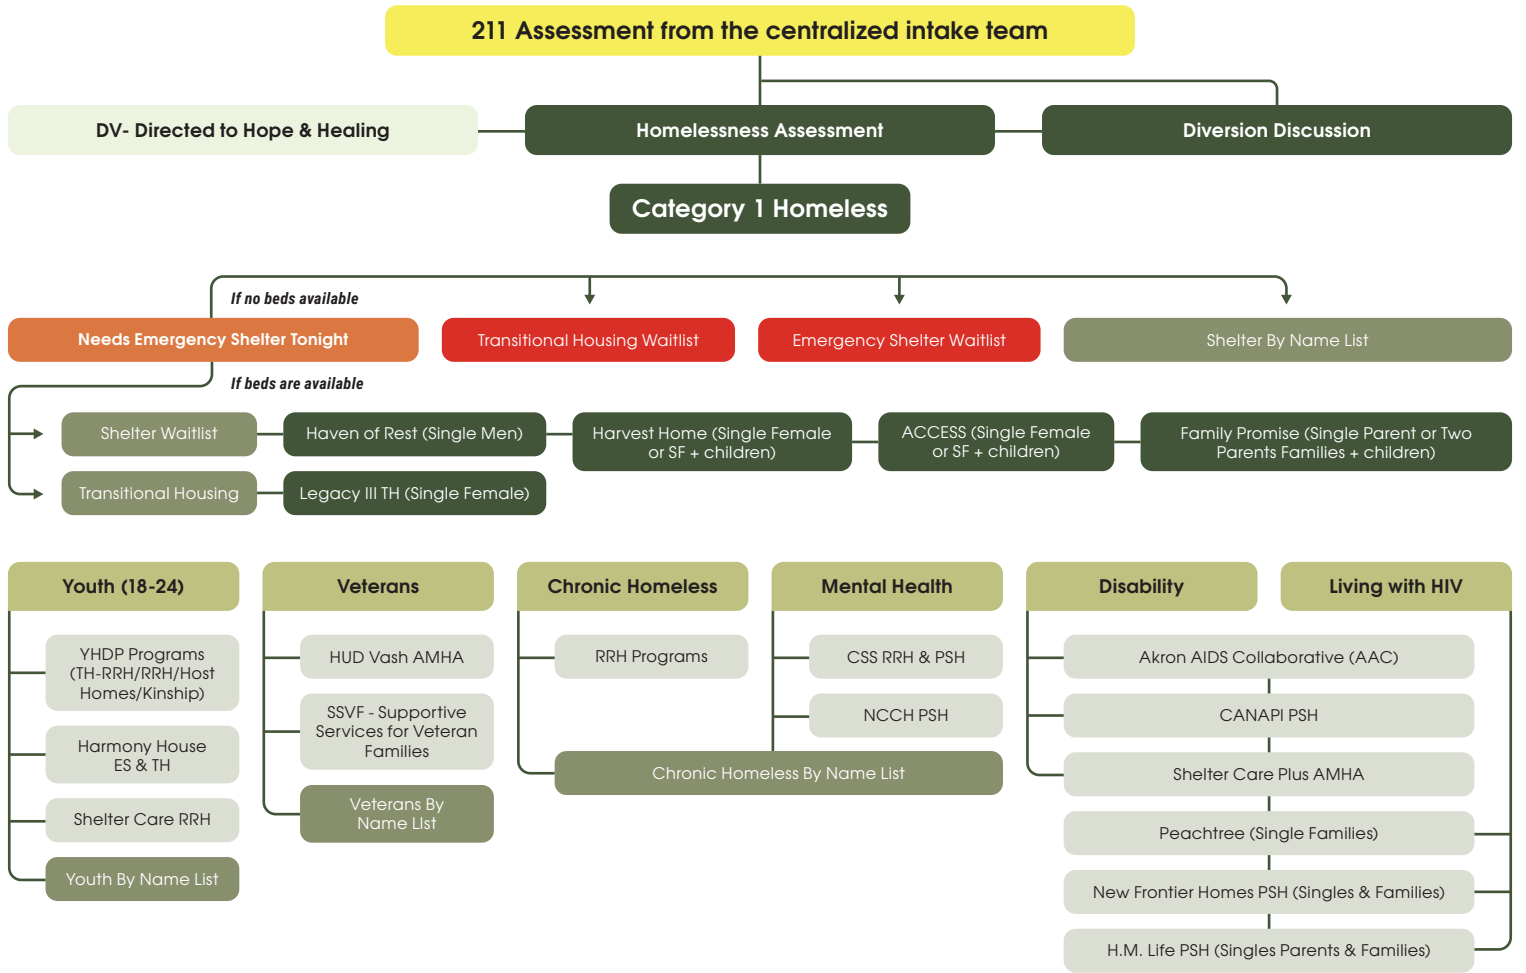 211 Assessment from the centralized intake team
DV- Directed to Hope & Healing
Homelessness Assessment
Diversion Discussion
Category 1 Homeless
If no beds available
Needs Emergency Shelter Tonight
Transitional Housing Waitlist
Emergency Shelter Waitlist
Shelter By Name List
If beds are available
Shelter Waitlist
Haven of Rest (Single Men)
Harvest Home (Single Female
or SF + children)
ACCESS (Single Female
or SF + children)
Family Promise (Single Parent or Two
Parents Families + children)
Transitional Housing
Legacy III TH (Single Female)
Youth (18-24)
YHDP Programs
(TH-RRH/RRH/Host
Homes/Kinship)
Harmony House
ES & TH
Shelter Care RRH
Youth By Name List
Veterans
HUD Vash AMHA
SSVF - Supportive
Services for Veteran
Families
Veterans By
Name LIst
Chronic Homeless
RRH Programs
Mental Health
CSS RRH & PSH
NCCH PSH
Chronic Homeless By Name List
Disability
Living with HIV
Akron AIDS Collaborative (AAC)
CANAPI PSH
Shelter Care Plus AMHA
Peachtree (Single Families)
New Frontier Homes PSH (Singles & Families)
H.M. Life PSH (Singles Parents & Families)